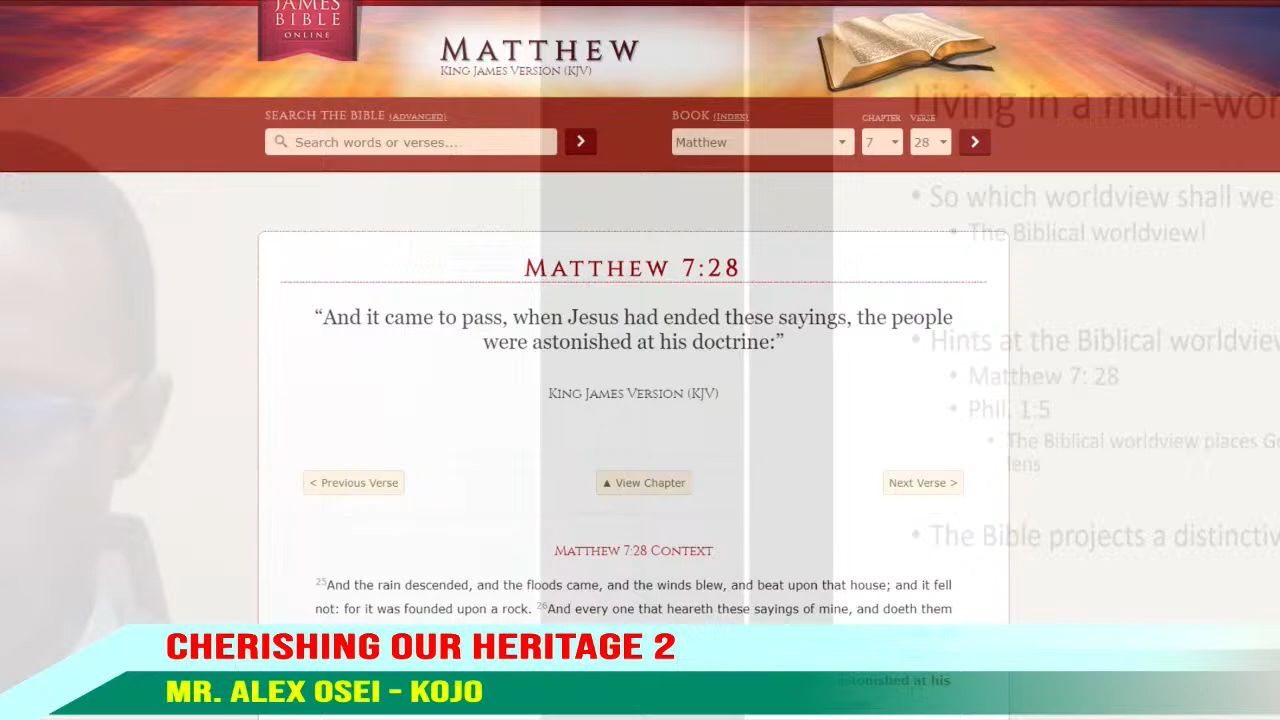 JAMES
BIBLE
ONLINE
MATTHEW
KING JAMES VERSION (KJV)
SEARCH THE BIBLE (ADVANCED)
Search words or verses....
BOOK (INDEX)
CHAPTER
VERSE
Matthew
7
28
Living in a multi-wor
• So which worldview shall we
• The Biblical worldview!
MATTHEW 7:28
“And it came to pass, when Jesus had ended these sayings, the people
were astonished at his doctrine:”
KING JAMES VERSION (KJV)
• Hints at the Biblical worldview
• Matthew 7: 28
• Phil. 1:5
• The Biblical worldview places Go
lens
< Previous Verse
▲ View Chapter
Next Verse >
• The Bible projects a distinctiv
MATTHEW 7:28 CONTEXT
25And the rain descended, and the floods came, and the winds blew, and beat upon that house; and it fell
not: for it was founded upon a rock. 26And every one that heareth these sayings of mine, and doeth them
CHERISHING OUR HERITAGE 2
astonished at his
MR. ALEX OSEI - KOJO